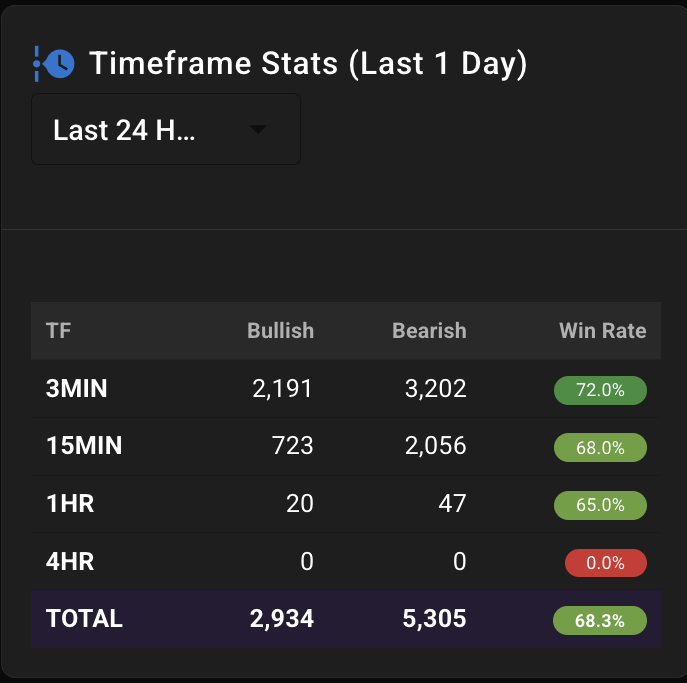 Timeframe Stats (Last 1 Day)
Last 24 H...
TF Bullish Bearish Win Rate
3MIN 2,191 3,202 72.0%
15MIN 723 2,056 68.0%
1HR 20 47 65.0%
4HR 0 0 0.0%
TOTAL 2,934 5,305 68.3%